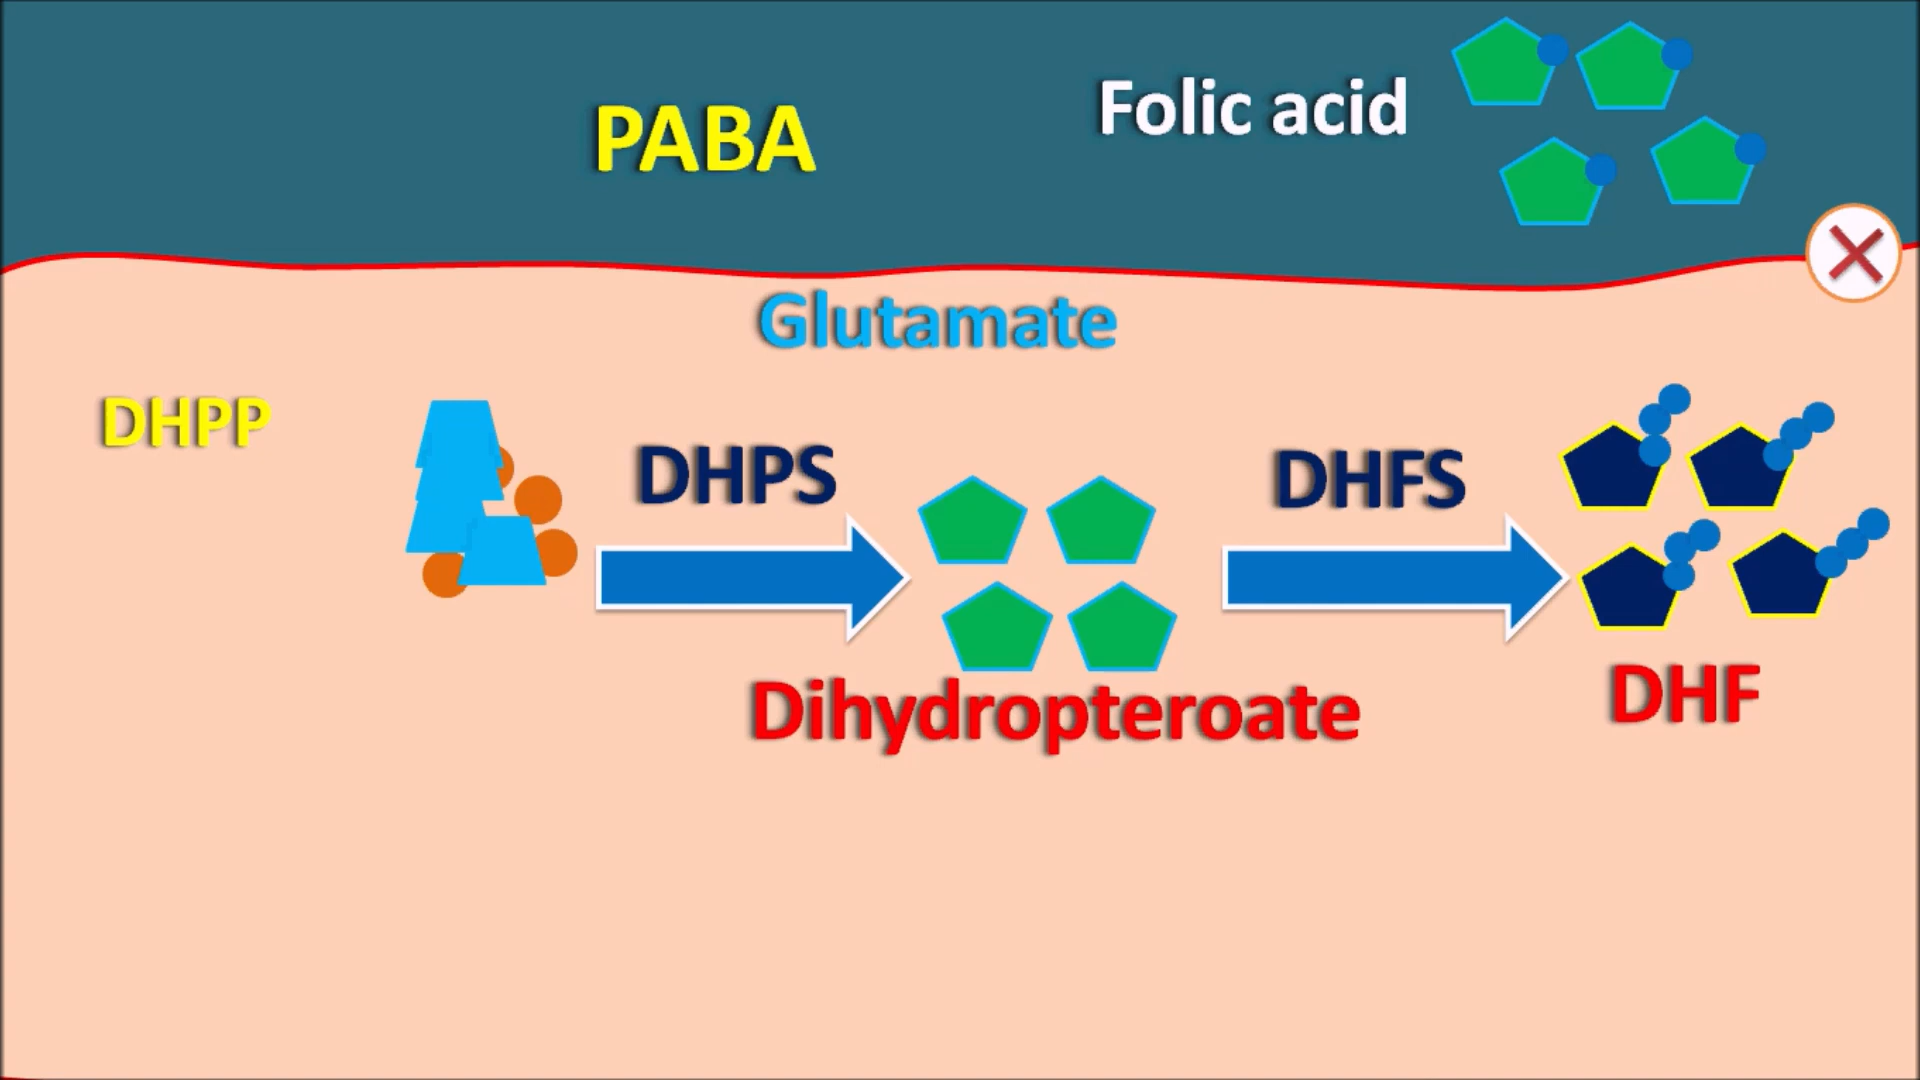 PABA
Folic acid
Glutamate
DHPP
DHPS
DHFS
Dihydropteroate
DHF